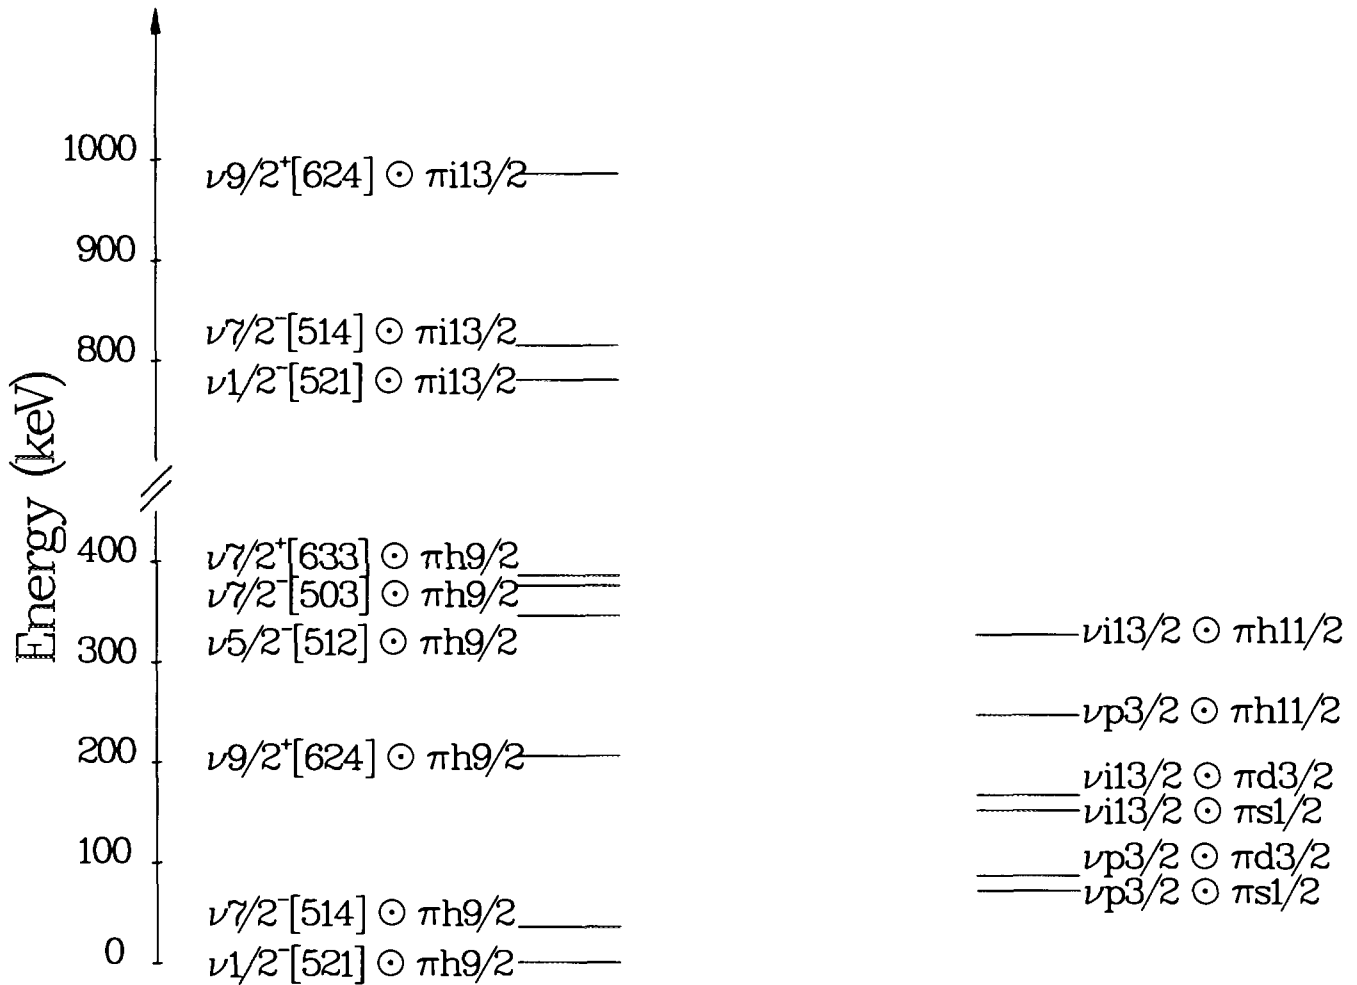 Energy (keV)
1000
900
800
400
300
200
100
0
ν9/2⁺[624] ⊙ πi13/2
ν7/2⁻[514] ⊙ πi13/2
ν1/2⁻[521] ⊙ πi13/2
ν7/2⁺[633] ⊙ πh9/2
ν7/2⁻[503] ⊙ πh9/2
ν5/2⁻[512] ⊙ πh9/2
ν9/2⁺[624] ⊙ πh9/2
ν7/2⁻[514] ⊙ πh9/2
ν1/2⁻[521] ⊙ πh9/2
νi13/2 ⊙ πh11/2
νp3/2 ⊙ πh11/2
νi13/2 ⊙ πd3/2
νi13/2 ⊙ πs1/2
νp3/2 ⊙ πd3/2
νp3/2 ⊙ πs1/2